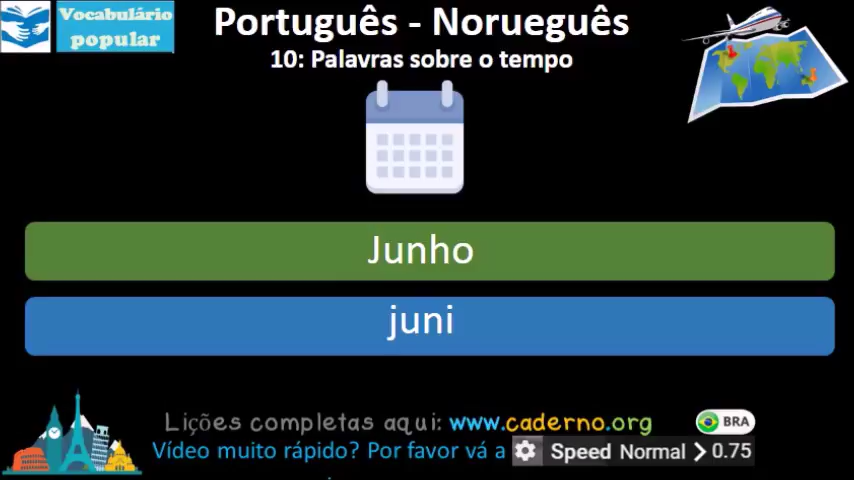 Vocabulário
popular
Português - Norueguês
10: Palavras sobre o tempo
Junho
juni
Lições completas aqui: www.caderno.org
BRA
Vídeo muito rápido? Por favor vá a Speed Normal > 0.75